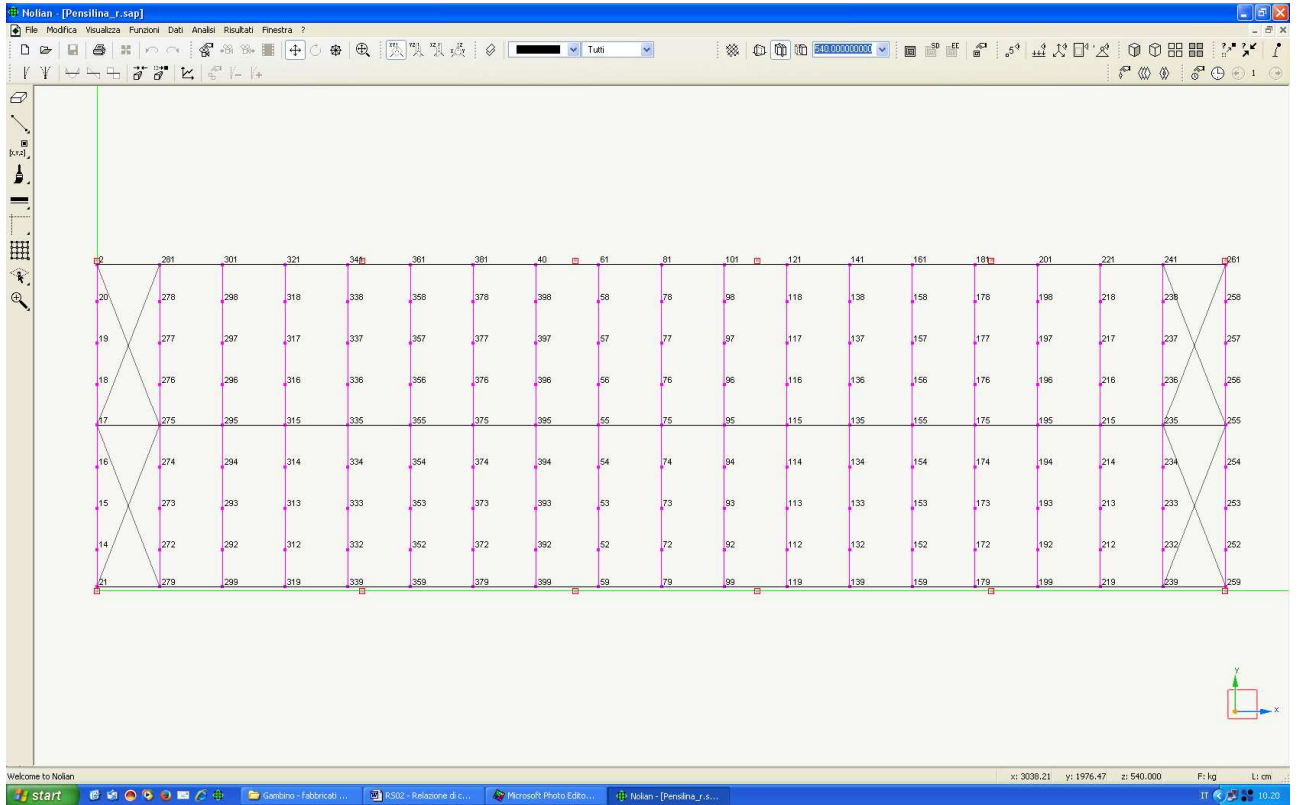 Nolian - [Pensilina_r.sap]
File Modifica Visualizza Funzioni Dati Analisi Risultati Finestra ?
Tutti 540.000000000
1
[x,y,z]
2 281 301 321 341 361 381 40 61 81 101 121 141 161 181 201 221 241 261
20 278 298 318 338 358 378 398 58 78 98 118 138 158 178 198 218 238 258
19 277 297 317 337 357 377 397 57 77 97 117 137 157 177 197 217 237 257
18 276 296 316 336 356 376 396 56 76 96 116 136 156 176 196 216 236 256
17 275 295 315 335 355 375 395 55 75 95 115 135 155 175 195 215 235 255
16 274 294 314 334 354 374 394 54 74 94 114 134 154 174 194 214 234 254
15 273 293 313 333 353 373 393 53 73 93 113 133 153 173 193 213 233 253
14 272 292 312 332 352 372 392 52 72 92 112 132 152 172 192 212 232 252
21 279 299 319 339 359 379 399 59 79 99 119 139 159 179 199 219 239 259
Y
X
Welcome to Nolian x: 3038.21 y: 1976.47 z: 540.000 F: kg L: cm
start Gambino - fabbricati ... RS02 - Relazione di c... Microsoft Photo Edito... Nolian - [Pensilina_r.s... IT 10.20